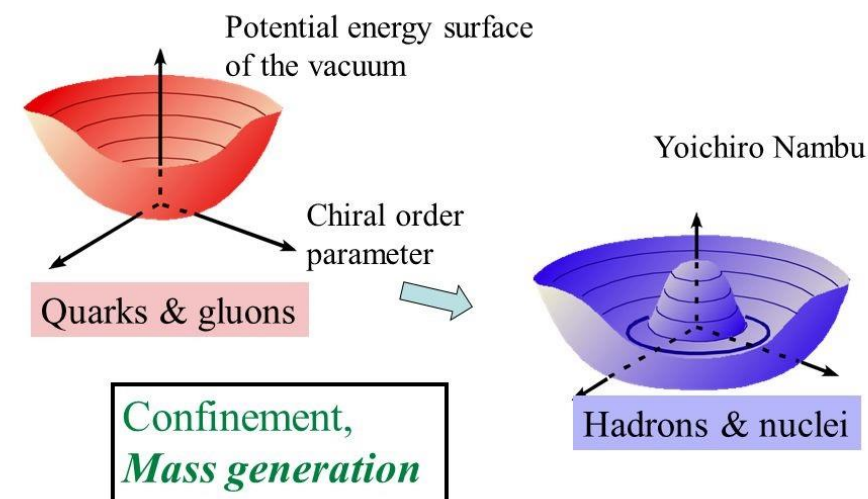 Potential energy surface
of the vacuum
Yoichiro Nambu
Chiral order
parameter
Quarks & gluons
Hadrons & nuclei
Confinement,
Mass generation